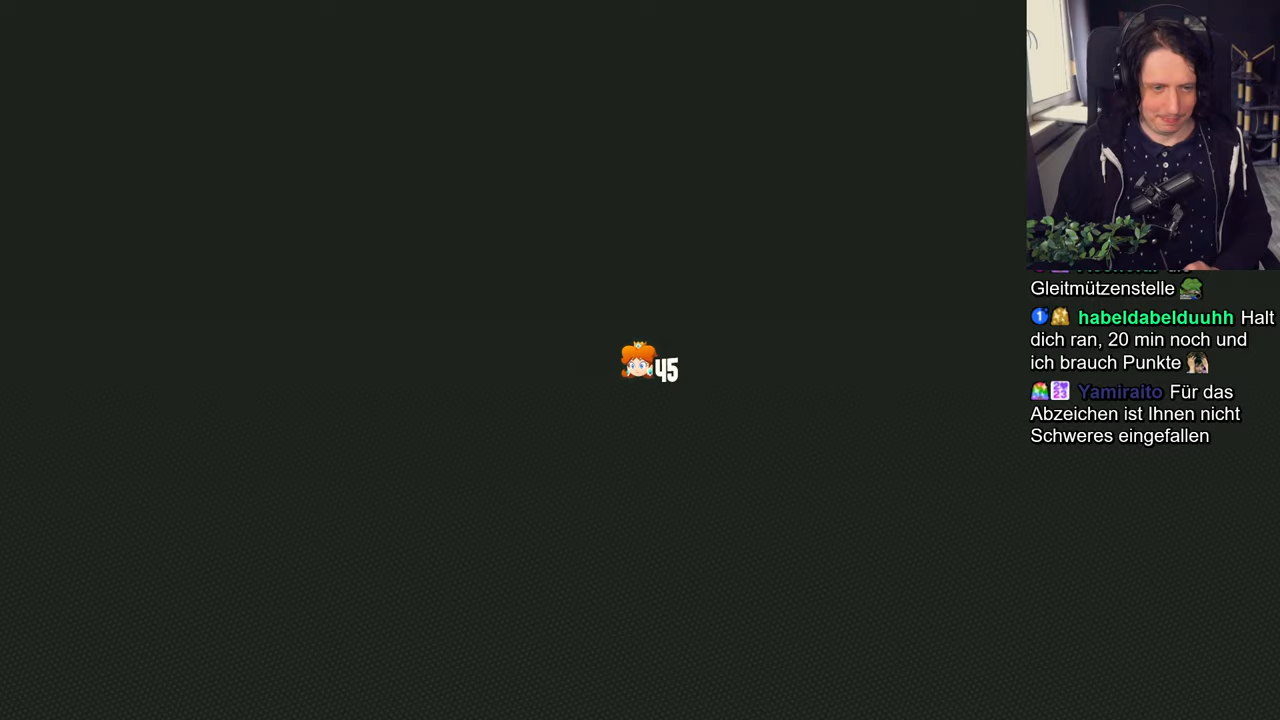 45
Gleitmützenstelle
habeldabelduuhh Halt
dich ran, 20 min noch und
ich brauch Punkte
Yamiraito Für das
Abzeichen ist Ihnen nicht
Schweres eingefallen